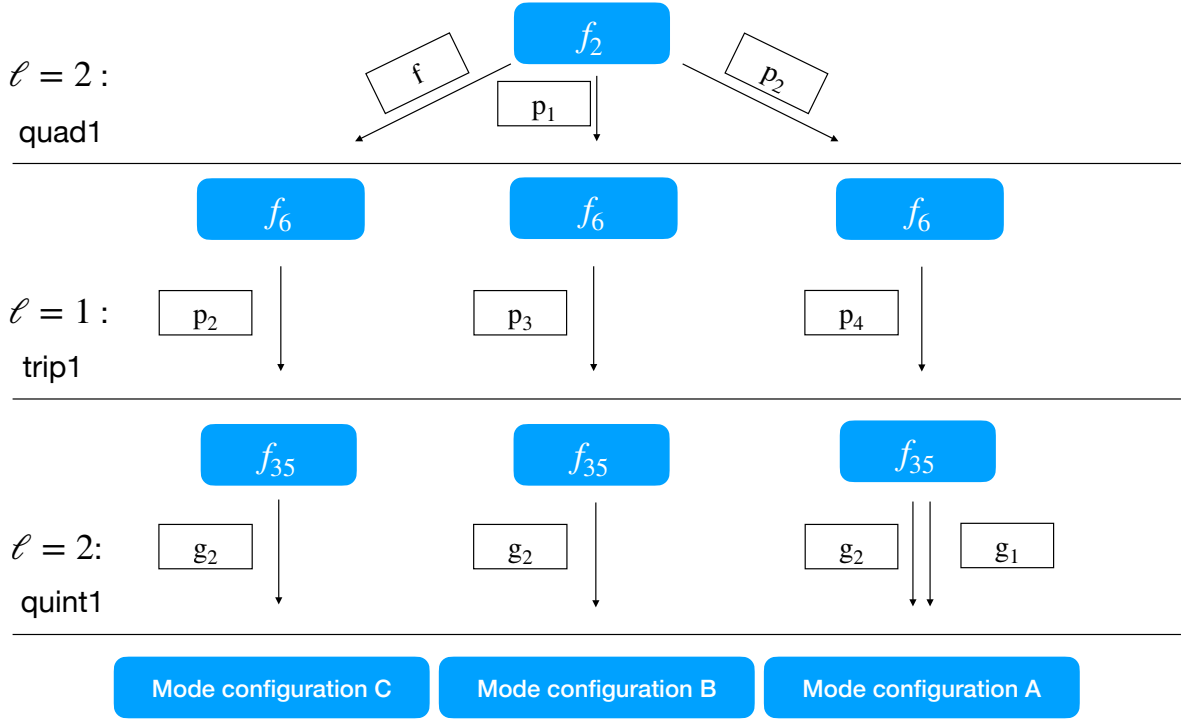 f₂
ℓ = 2 :
quad1
f
p₁
p₂
f₆ f₆ f₆
ℓ = 1 :
trip1
p₂ p₃ p₄
f₃₅ f₃₅ f₃₅
ℓ = 2:
quint1
g₂ g₂ g₂ g₁
Mode configuration C Mode configuration B Mode configuration A